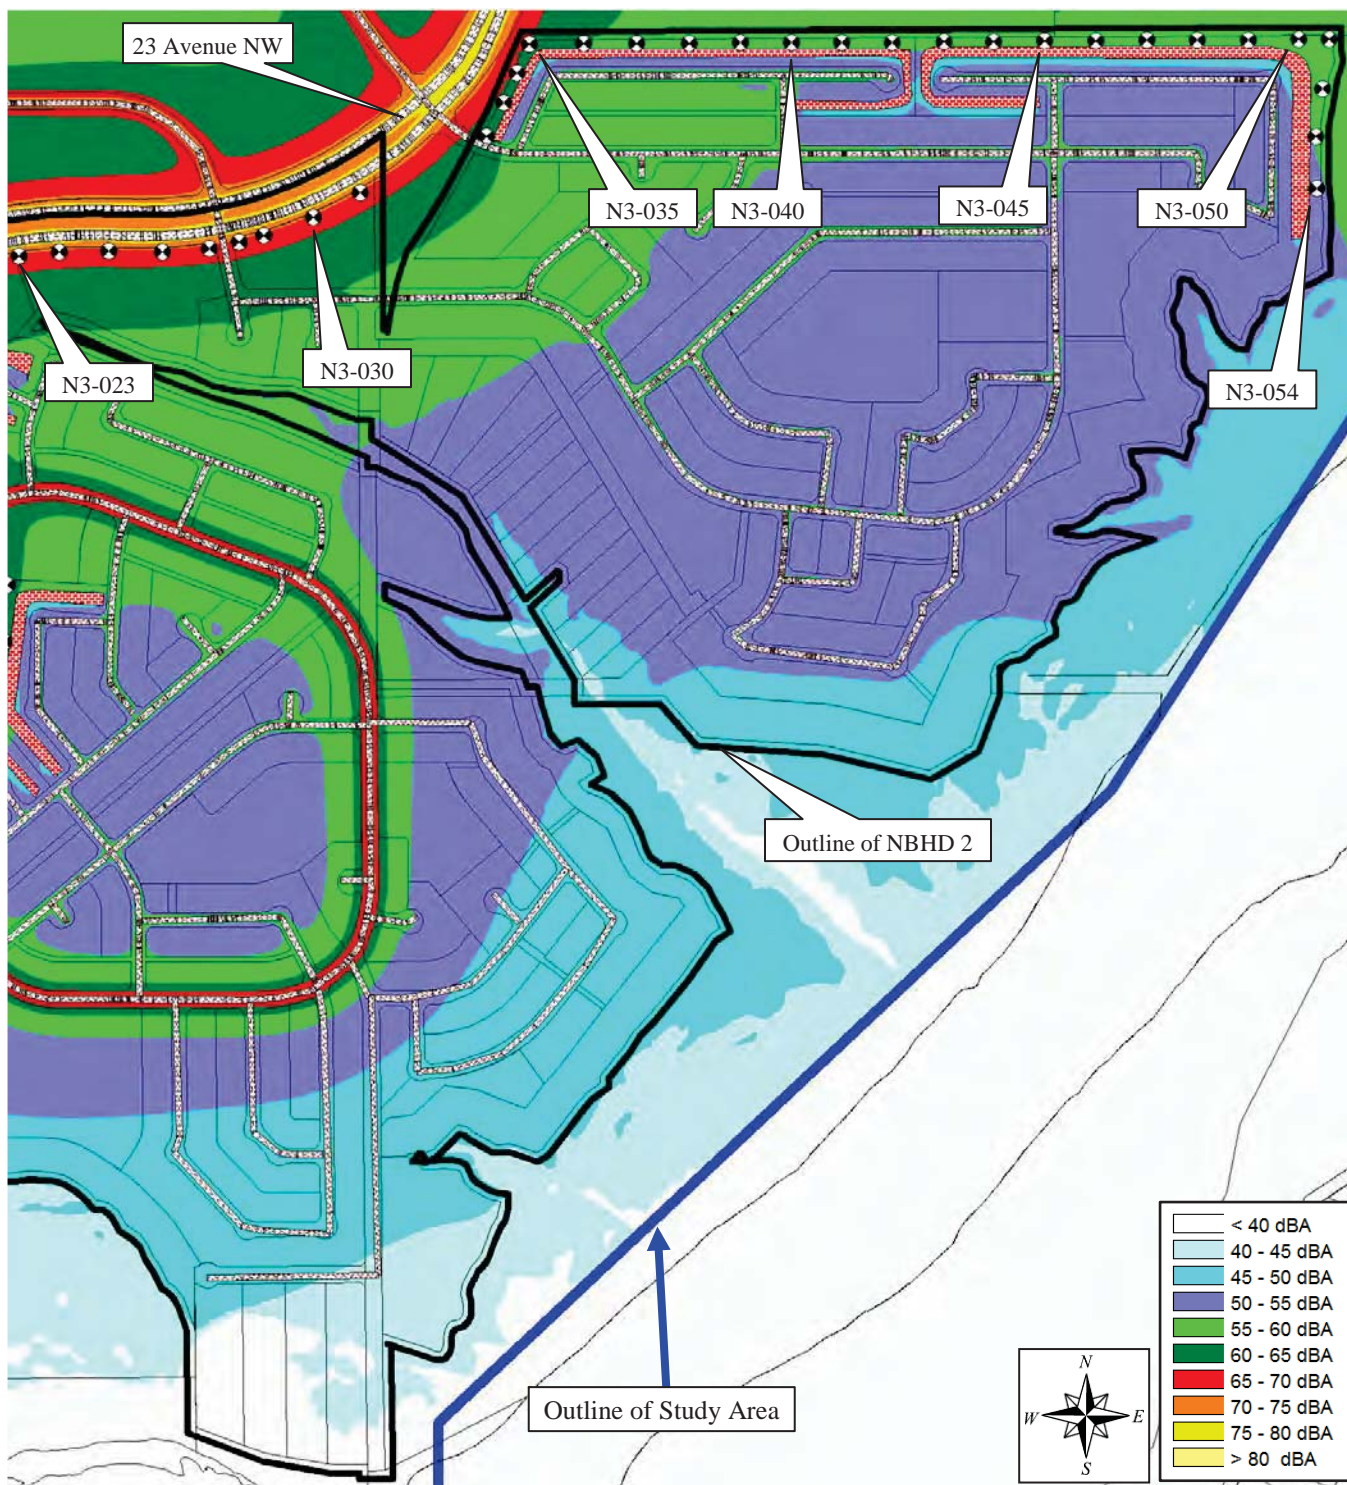 23 Avenue NW
N3-035
N3-040
N3-045
N3-050
N3-023
N3-030
N3-054
Outline of NBHD 2
Outline of Study Area
N
W
E
S
< 40 dBA
40 - 45 dBA
45 - 50 dBA
50 - 55 dBA
55 - 60 dBA
60 - 65 dBA
65 - 70 dBA
70 - 75 dBA
75 - 80 dBA
> 80 dBA